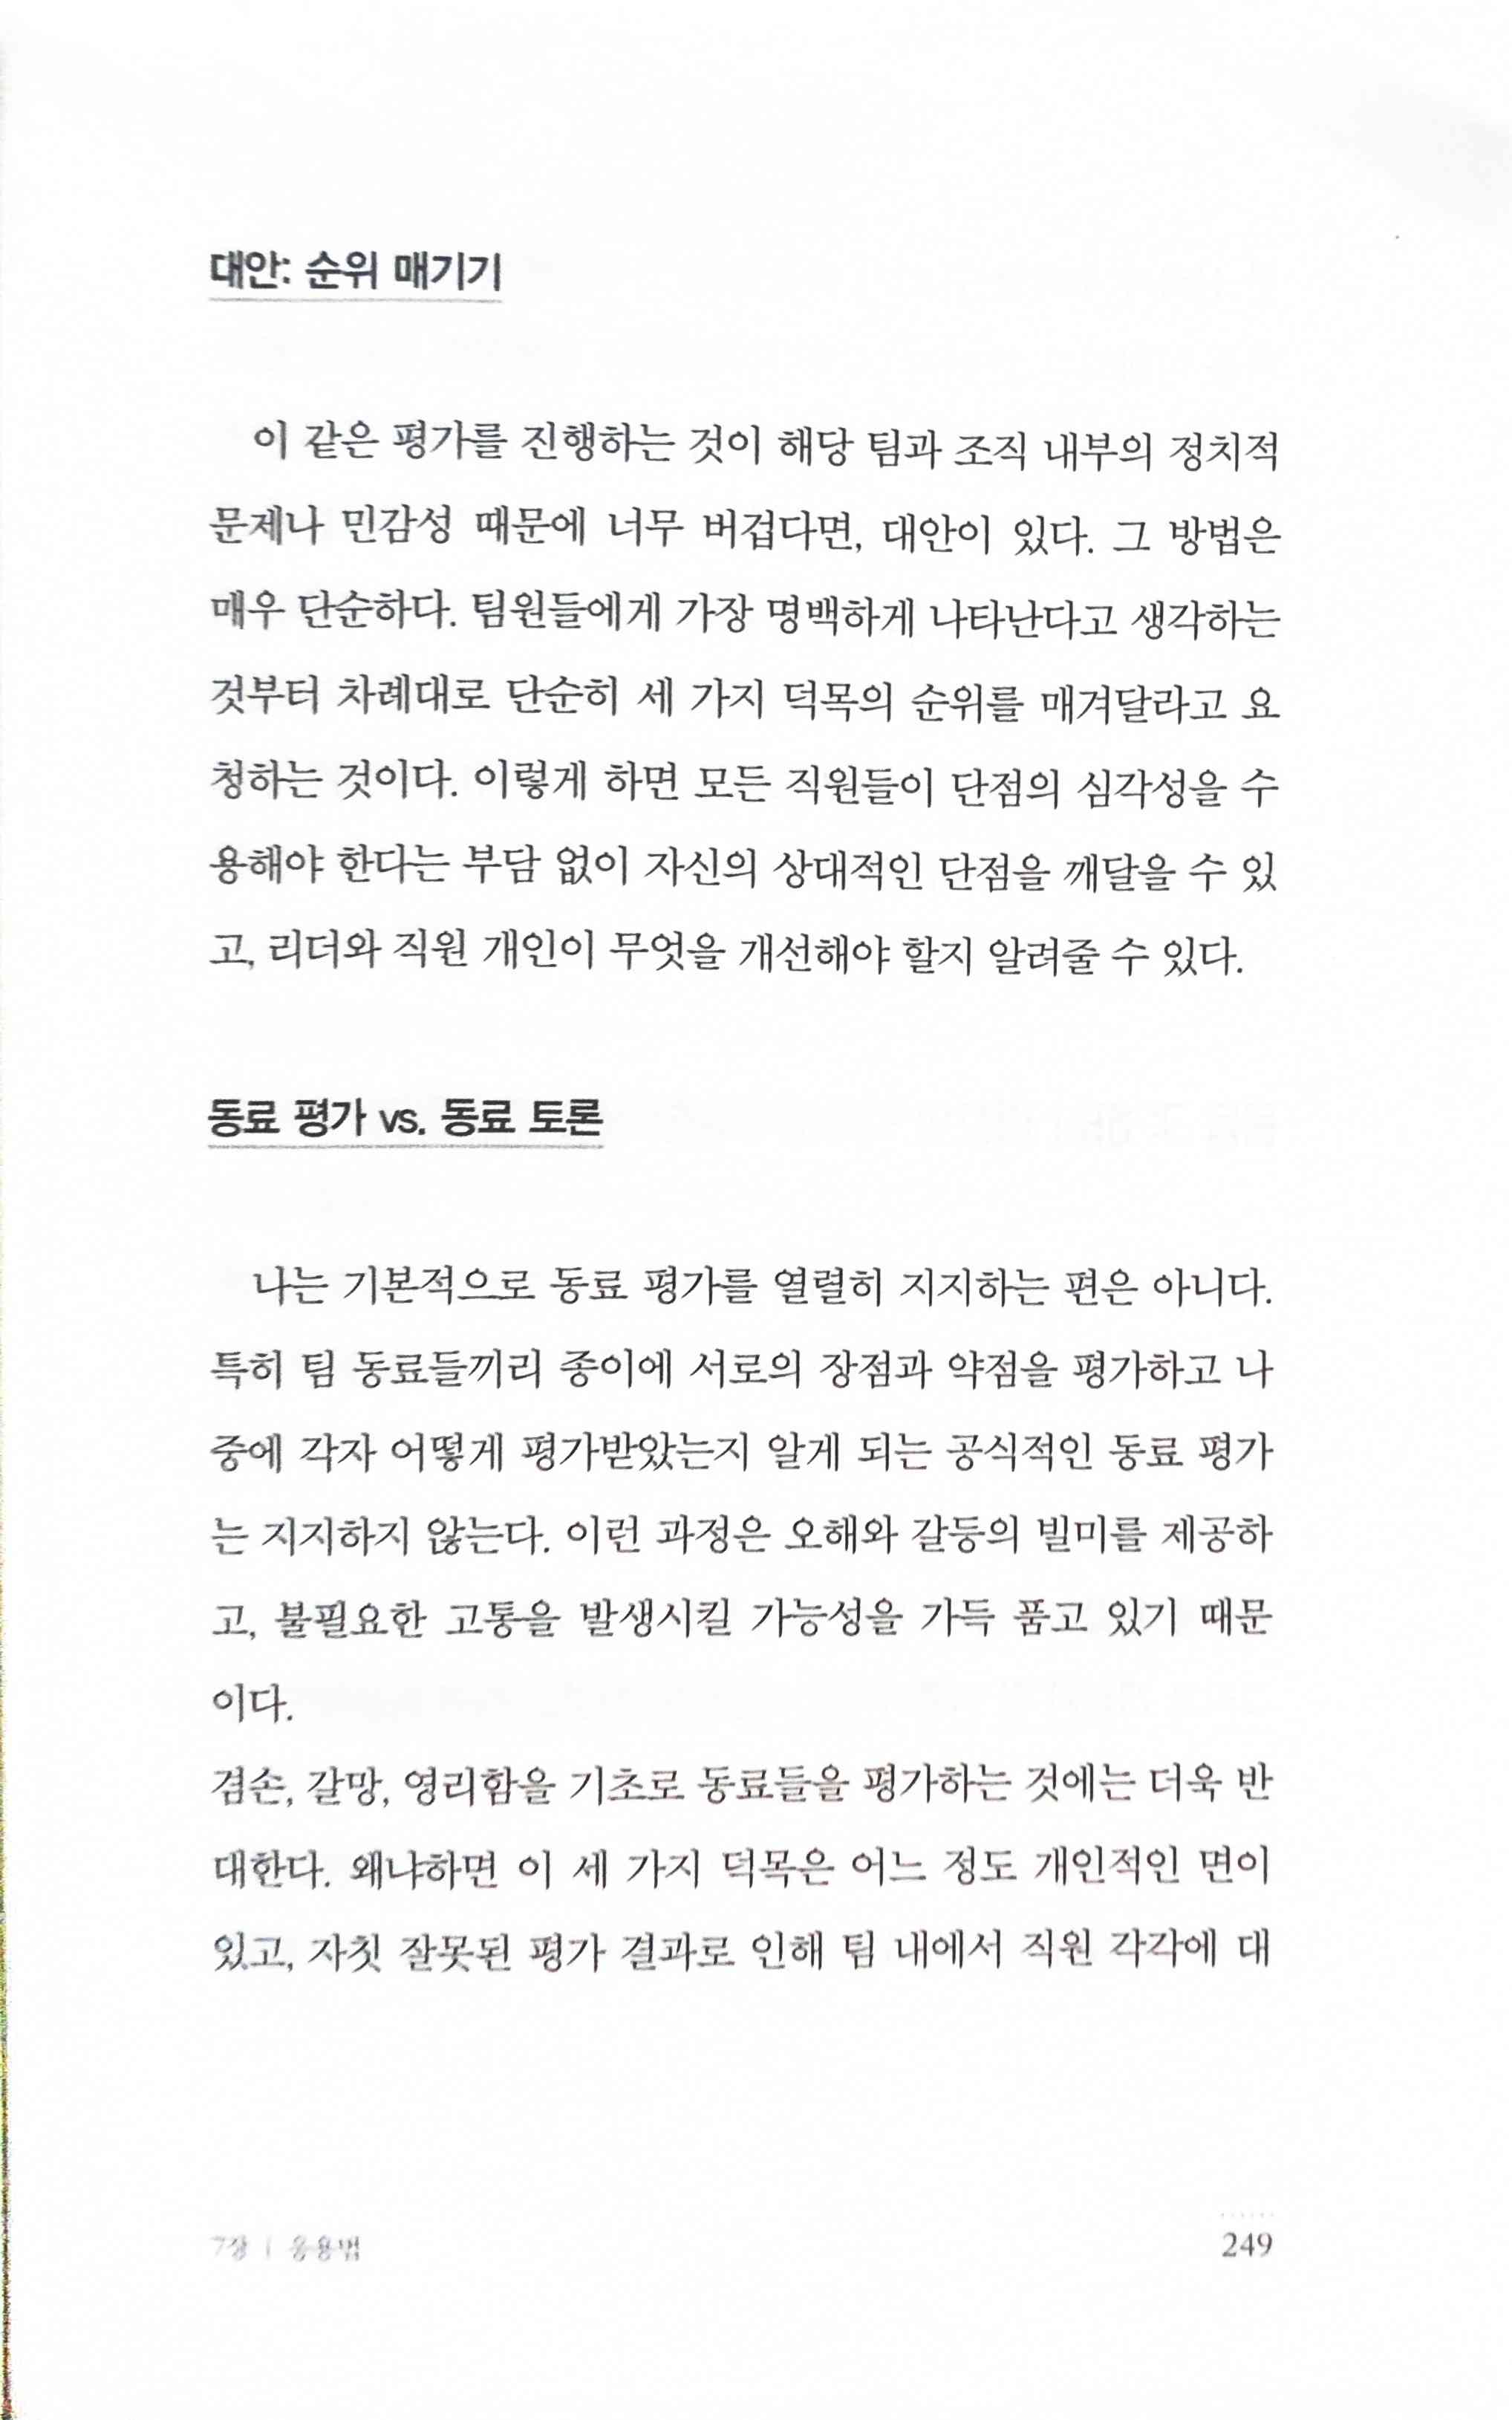 대안: 순위 매기기
이 같은 평가를 진행하는 것이 해당 팀과 조직 내부의 정치적
문제나 민감성 때문에 너무 버겁다면, 대안이 있다. 그 방법은
매우 단순하다. 팀원들에게 가장 명백하게 나타난다고 생각하는
것부터 차례대로 단순히 세 가지 덕목의 순위를 매겨달라고 요
청하는 것이다. 이렇게 하면 모든 직원들이 단점의 심각성을 수
용해야 한다는 부담 없이 자신의 상대적인 단점을 깨달을 수 있
고, 리더와 직원 개인이 무엇을 개선해야 할지 알려줄 수 있다.
동료 평가 vs. 동료 토론
나는 기본적으로 동료 평가를 열렬히 지지하는 편은 아니다.
특히 팀 동료들끼리 종이에 서로의 장점과 약점을 평가하고 나
중에 각자 어떻게 평가받았는지 알게 되는 공식적인 동료 평가
는 지지하지 않는다. 이런 과정은 오해와 갈등의 빌미를 제공하
고, 불필요한 고통을 발생시킬 가능성을 가득 품고 있기 때문
이다.
겸손, 갈망, 영리함을 기초로 동료들을 평가하는 것에는 더욱 반
대한다. 왜냐하면 이 세 가지 덕목은 어느 정도 개인적인 면이
있고, 자칫 잘못된 평가 결과로 인해 팀 내에서 직원 각각에 대
7장 | 응용법
249